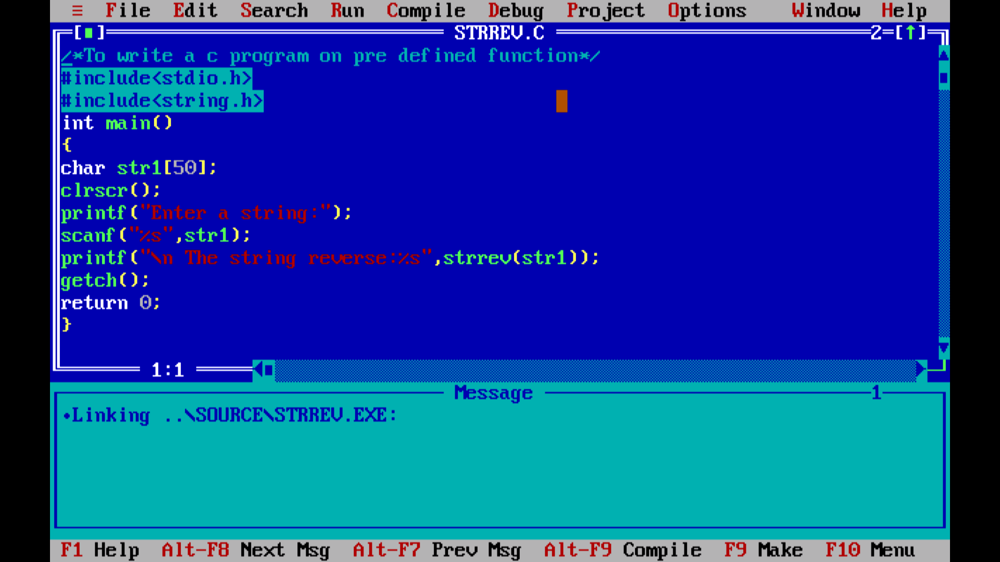 ≡ File Edit Search Run Compile Debug Project Options Window Help
[■] STRREV.C 2=[↑]
/*To write a c program on pre defined function*/
#include<stdio.h>
#include<string.h>
int main()
{
char str1[50];
clrscr();
printf("Enter a string:");
scanf("%s",str1);
printf("\n The string reverse:%s",strrev(str1));
getch();
return 0;
}
1:1
Message 1
•Linking ..\SOURCE\STRREV.EXE:
F1 Help Alt-F8 Next Msg Alt-F7 Prev Msg Alt-F9 Compile F9 Make F10 Menu